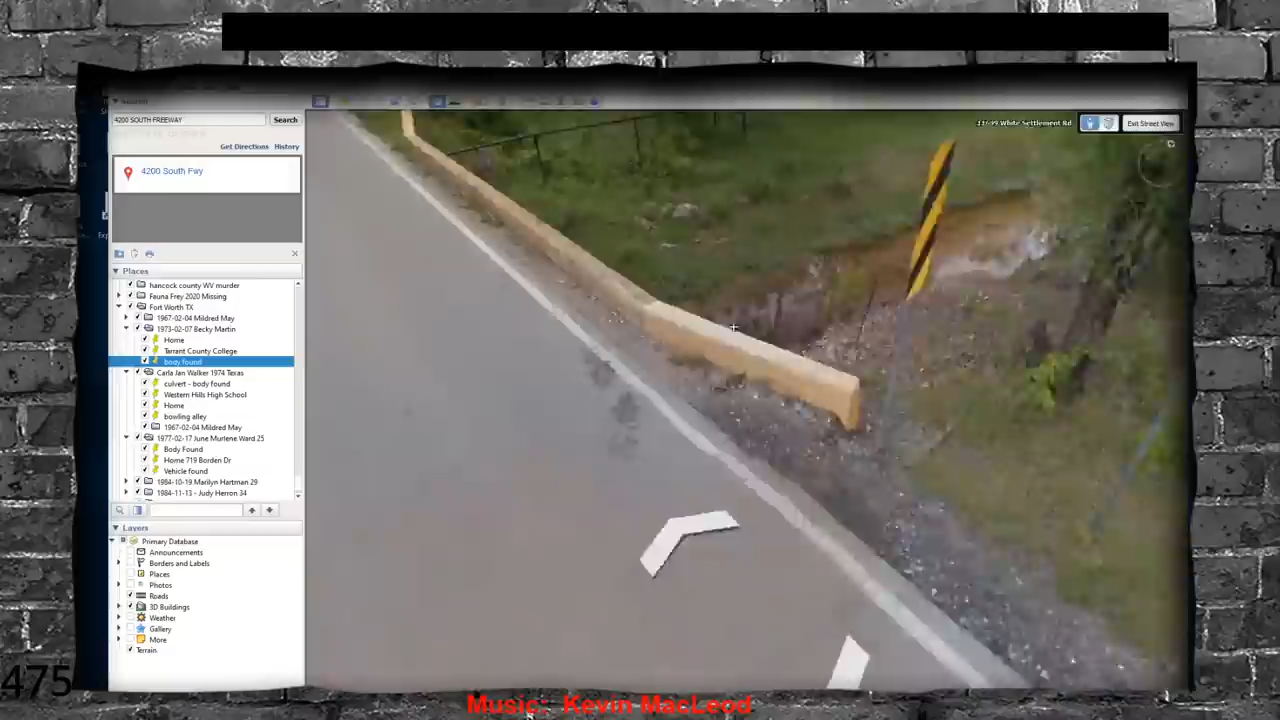 4200 SOUTH FREEWAY
Search
Get Directions History
4200 South Fwy
Places
hancock county WV murder
Fauna Frey 2020 Missing
Fort Worth TX
1967-02-04 Mildred May
1973-02-07 Becky Martin
Home
Tarrant County College
body found
Carla Jan Walker 1974 Texas
culvert - body found
Western Hills High School
Home
bowling alley
1967-02-04 Mildred May
1977-02-17 June Murlene Ward 25
Body Found
Home 719 Borden Dr
Vehicle found
1984-10-19 Marilyn Hartman 29
1984-11-13 - Judy Herron 34
Layers
Primary Database
Announcements
Borders and Labels
Places
Photos
Roads
3D Buildings
Weather
Gallery
More
Terrain
White Settlement Rd
Exit Street View
475
Music: Kevin MacLeod